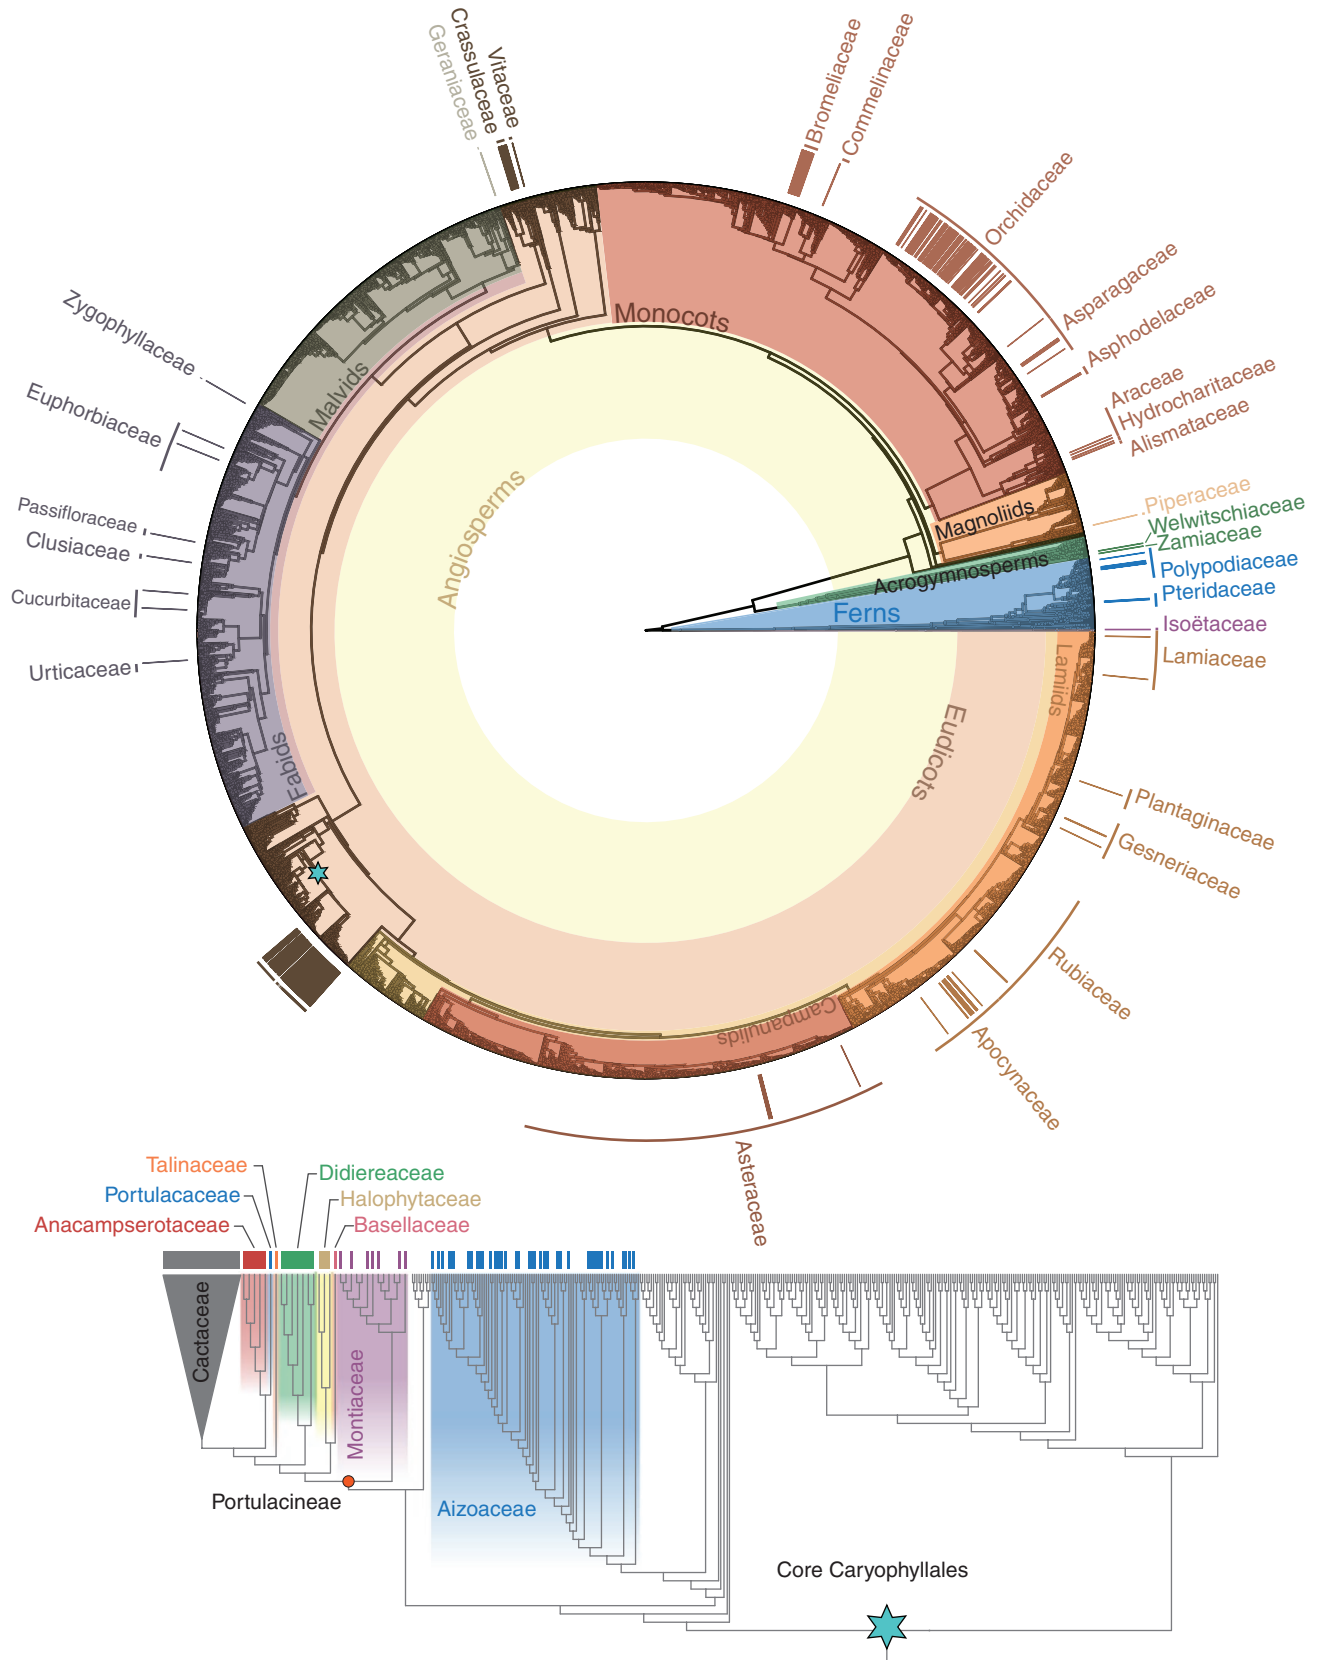 Geraniaceae
Crassulaceae
Vitaceae
Bromeliaceae
Commelinaceae
Orchidaceae
Asparagaceae
Asphodelaceae
Araceae
Hydrocharitaceae
Alismataceae
Piperaceae
Welwitschiaceae
Zamiaceae
Polypodiaceae
Pteridaceae
Isoëtaceae
Lamiaceae
Plantaginaceae
Gesneriaceae
Rubiaceae
Apocynaceae
Asteraceae
Zygophyllaceae
Euphorbiaceae
Passifloraceae
Clusiaceae
Cucurbitaceae
Urticaceae
Monocots
Malvids
Angiosperms
Magnoliids
Acrogymnosperms
Ferns
Lamiids
Eudicots
Fabids
Campanulids
Talinaceae
Didiereaceae
Portulacaceae
Halophytaceae
Anacampserotaceae
Basellaceae
Cactaceae
Montiaceae
Portulacineae
Aizoaceae
Core Caryophyllales